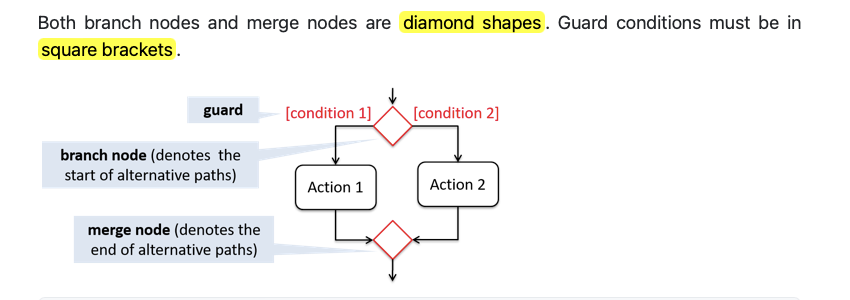 Both branch nodes and merge nodes are diamond shapes. Guard conditions must be in
square brackets.
guard
[condition 1]
[condition 2]
branch node (denotes the
start of alternative paths)
Action 1
Action 2
merge node (denotes the
end of alternative paths)